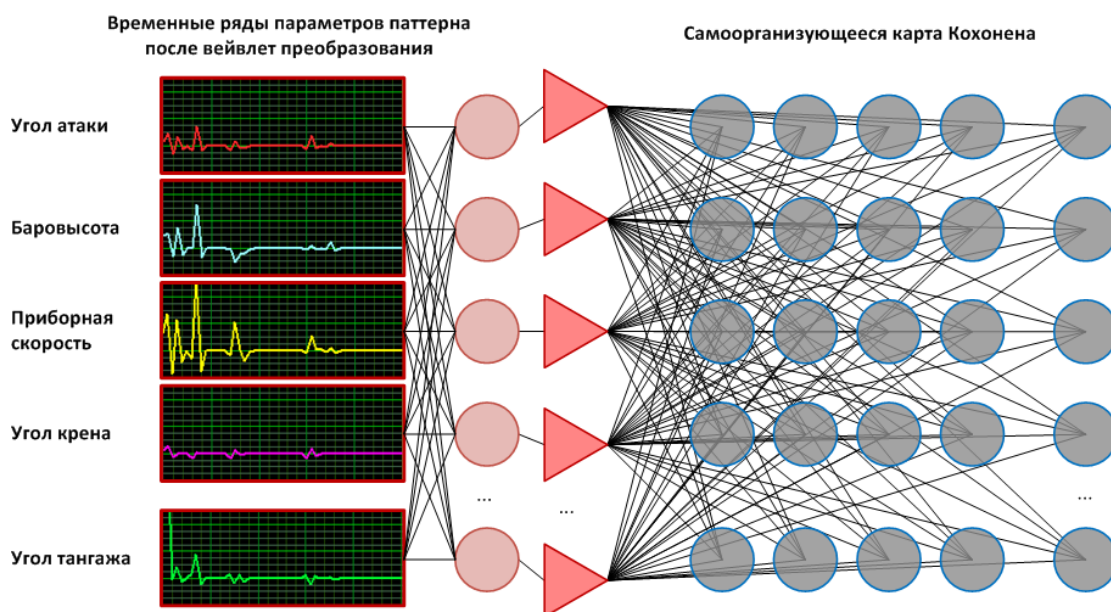 Временные ряды параметров паттерна
после вейвлет преобразования
Самоорганизующееся карта Кохонена
Угол атаки
Баровысота
Приборная
скорость
Угол крена
...
...
...
Угол тангажа